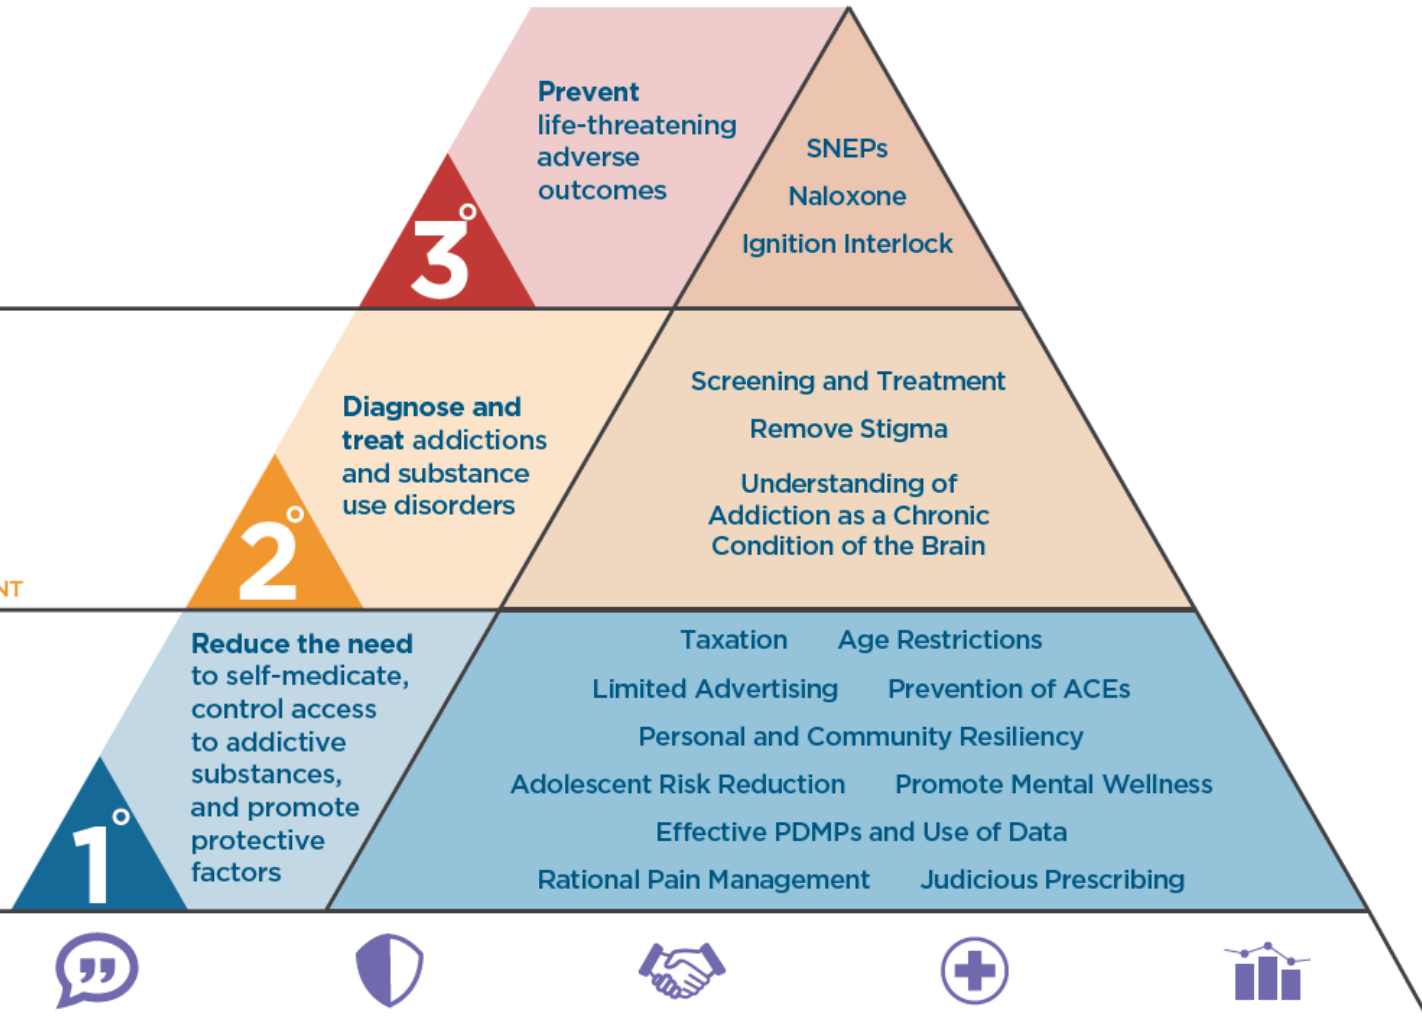 Prevent
life-threatening
adverse
outcomes
3°
SNEPs
Naloxone
Ignition Interlock
Diagnose and
treat addictions
and substance
use disorders
2°
Screening and Treatment
Remove Stigma
Understanding of
Addiction as a Chronic
Condition of the Brain
NT
Reduce the need
to self-medicate,
control access
to addictive
substances,
and promote
protective
factors
1°
Taxation Age Restrictions
Limited Advertising Prevention of ACEs
Personal and Community Resiliency
Adolescent Risk Reduction Promote Mental Wellness
Effective PDMPs and Use of Data
Rational Pain Management Judicious Prescribing